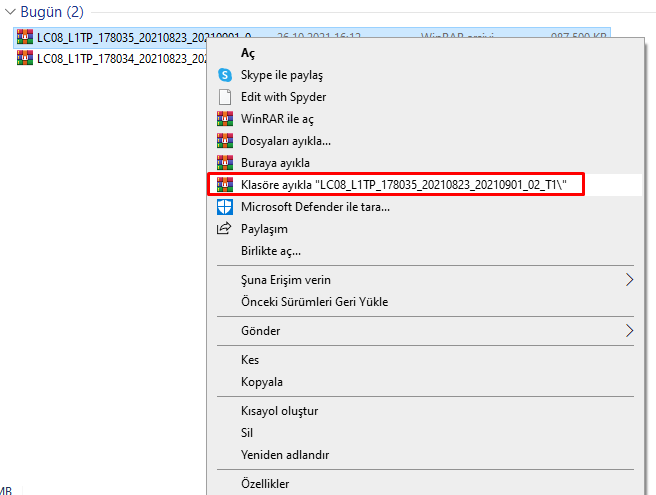 Bugün (2)
LC08_L1TP_178035_20210823_20210901_0 26.10.2021 16:12 WinRAR arşivi 987.500 KB
LC08_L1TP_178034_20210823_202
Aç
Skype ile paylaş
Edit with Spyder
WinRAR ile aç
Dosyaları ayıkla...
Buraya ayıkla
Klasöre ayıkla "LC08_L1TP_178035_20210823_20210901_02_T1\"
Microsoft Defender ile tara...
Paylaşım
Birlikte aç...
Şuna Erişim verin
Önceki Sürümleri Geri Yükle
Gönder
Kes
Kopyala
Kısayol oluştur
Sil
Yeniden adlandır
Özellikler
MB